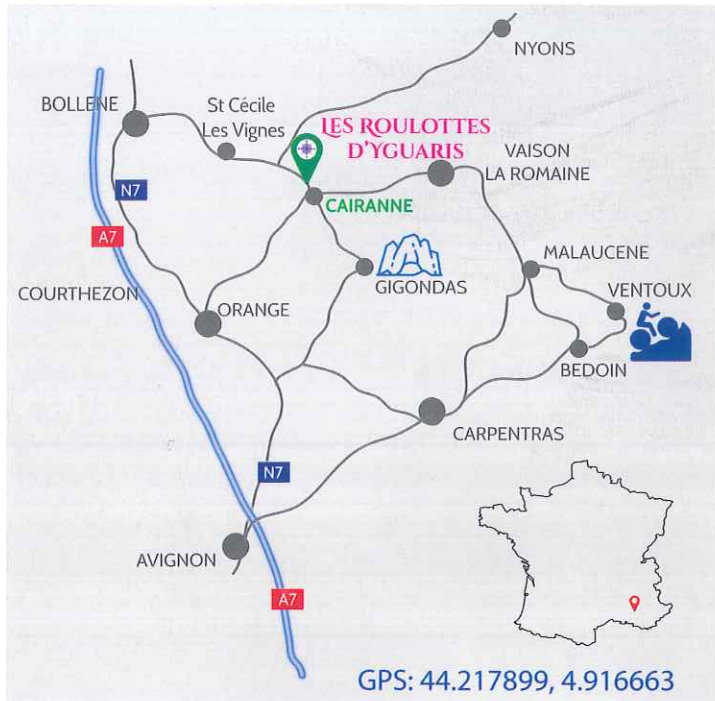 NYONS
BOLLENE
St Cécile
Les Vignes
LES ROULOTTES
D'YGUARIS
VAISON
LA ROMAINE
N7
CAIRANNE
A7
MALAUCENE
COURTHEZON
GIGONDAS
VENTOUX
ORANGE
BEDOIN
CARPENTRAS
N7
AVIGNON
A7
GPS: 44.217899, 4.916663